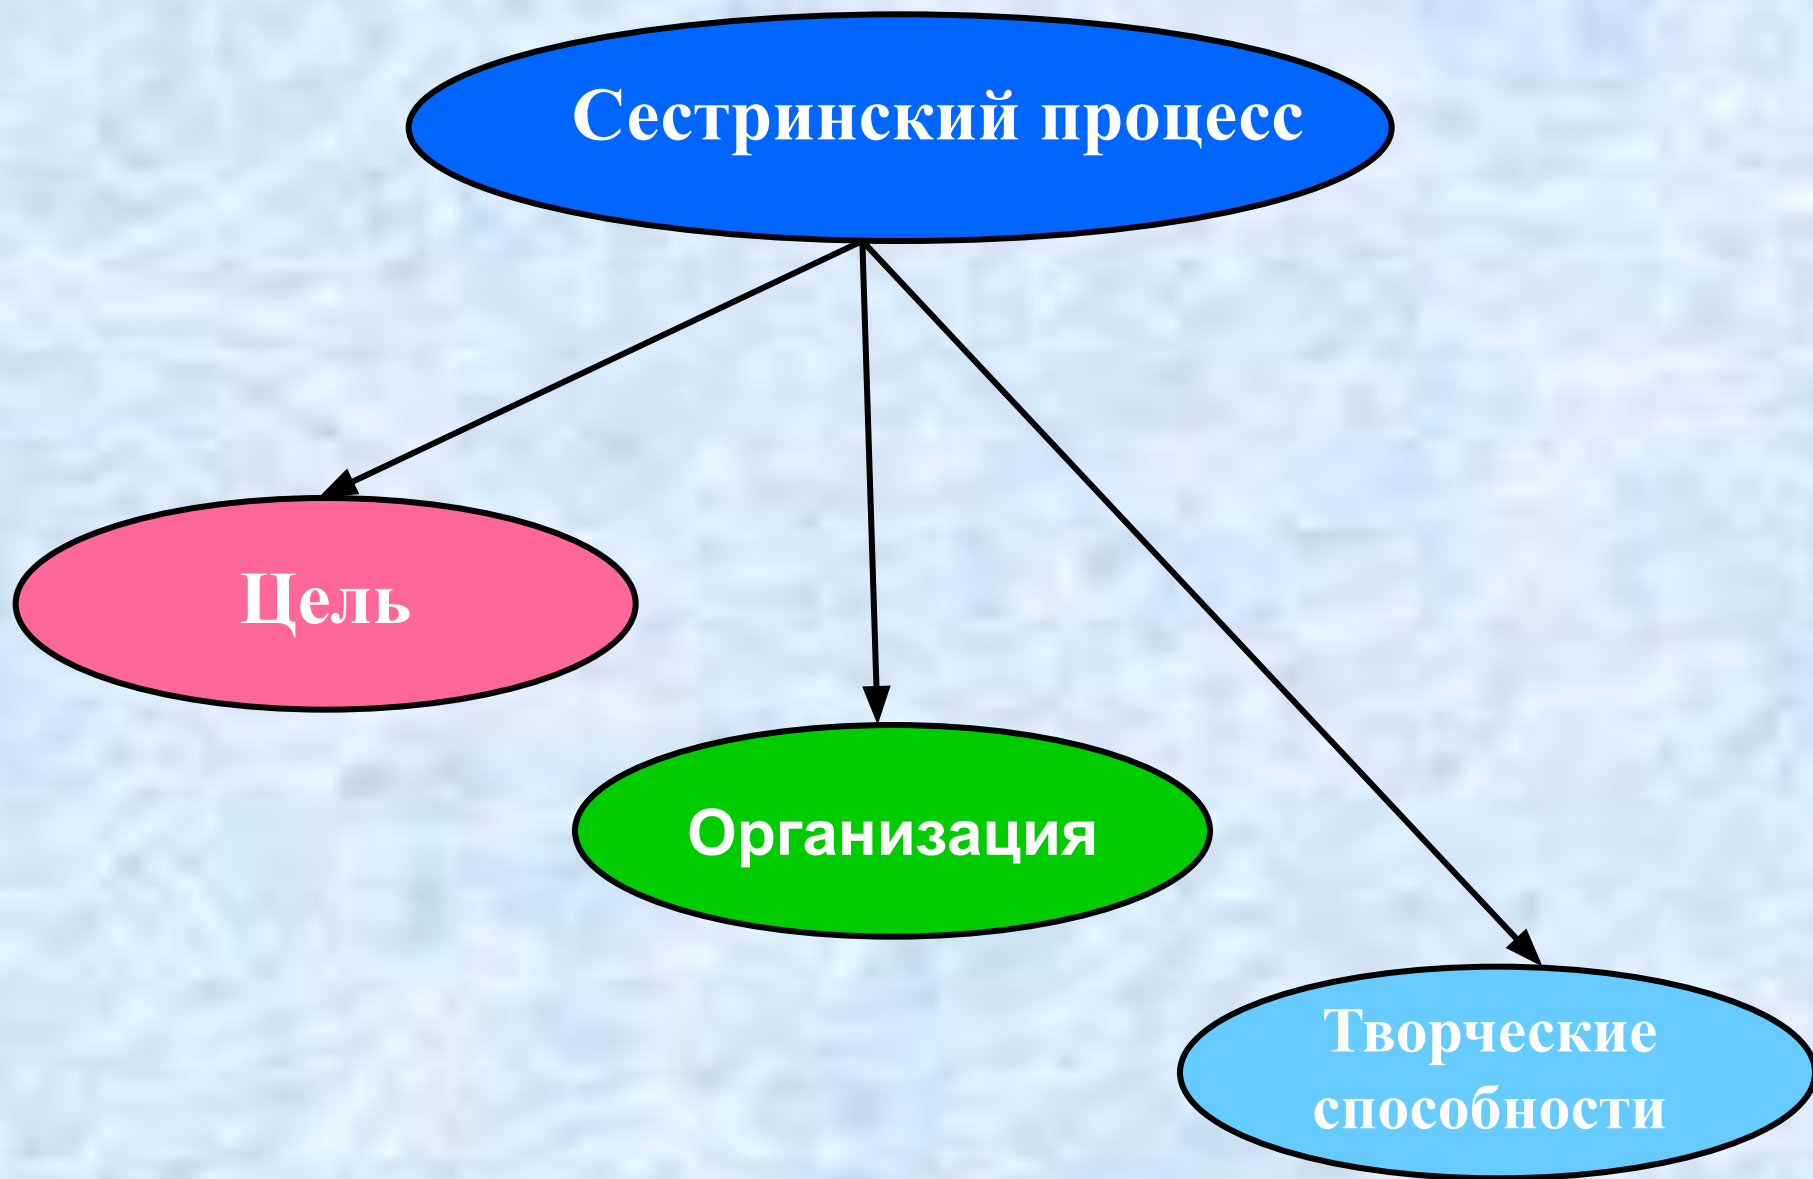 Сестринский процесс
Цель
Организация
Творческие
способности